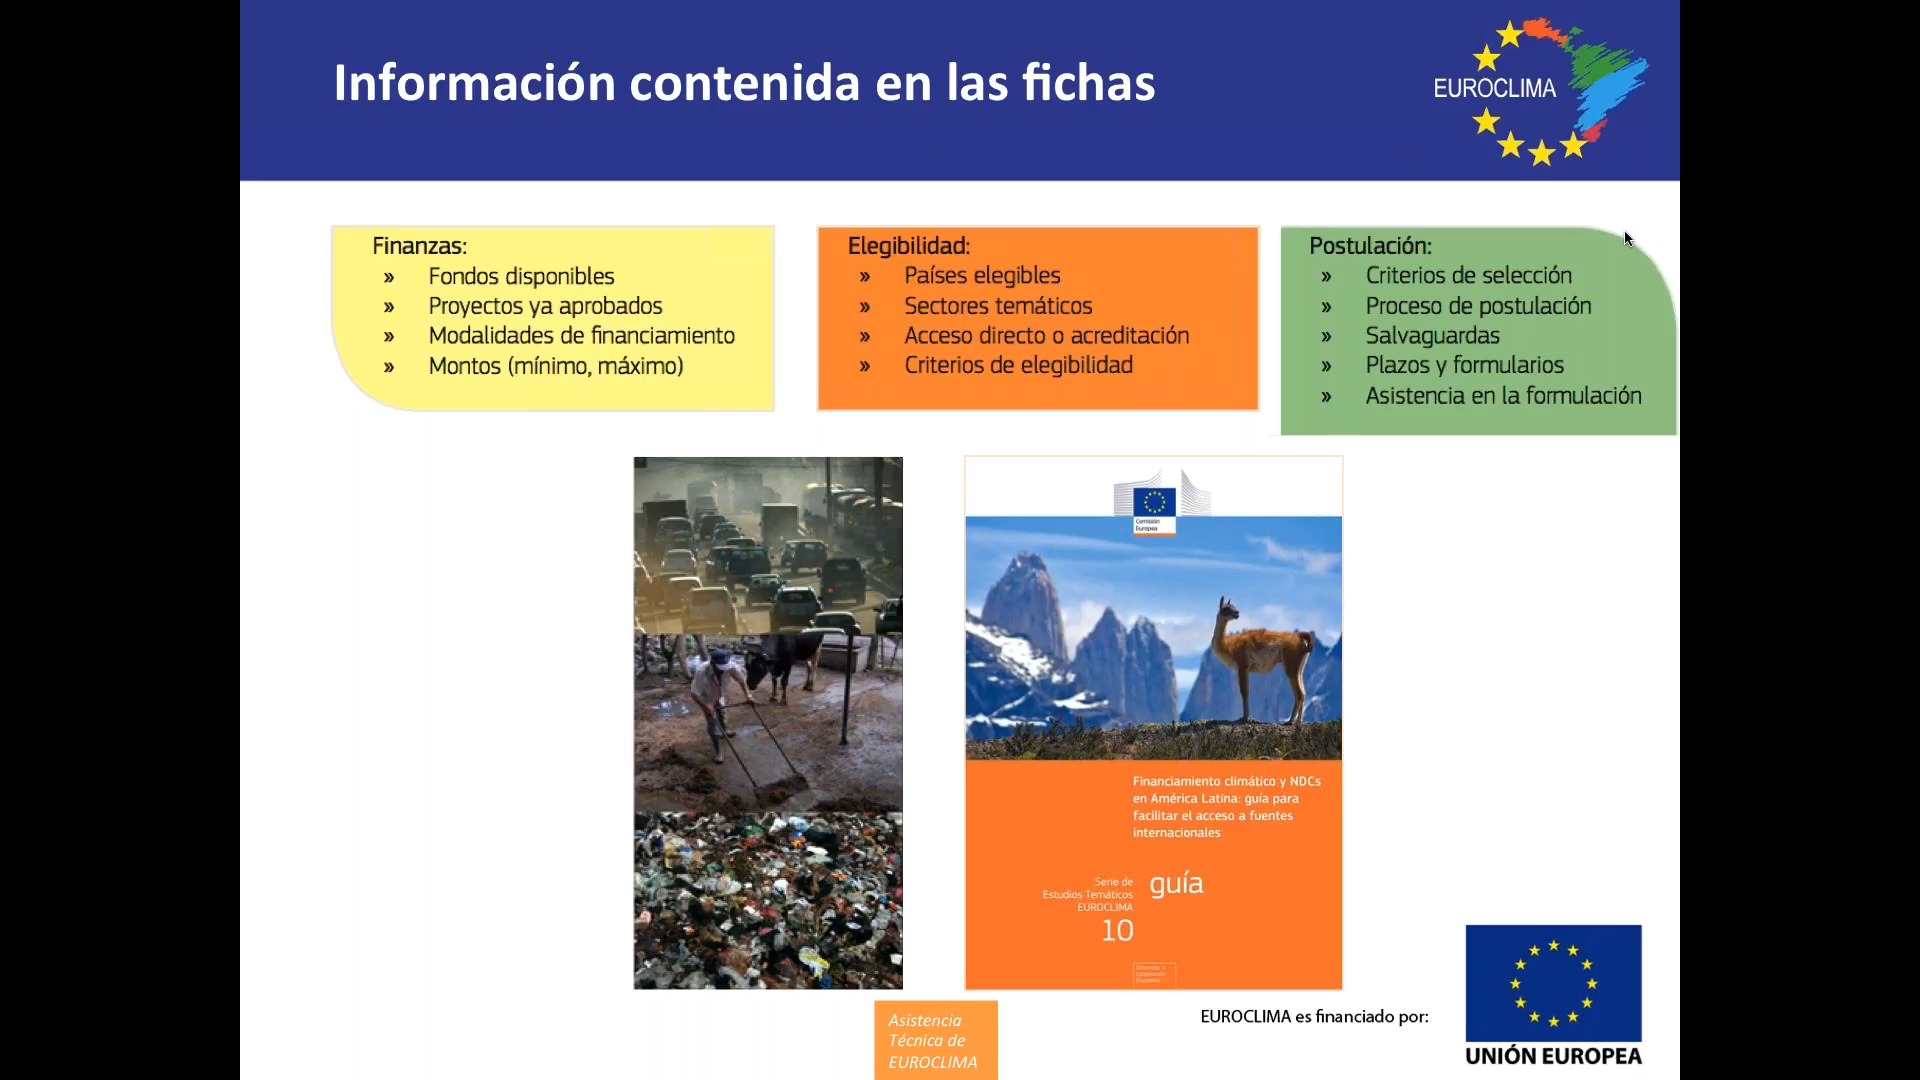 Información contenida en las fichas
EUROCLIMA
Finanzas:
» Fondos disponibles
» Proyectos ya aprobados
» Modalidades de financiamiento
» Montos (mínimo, máximo)
Elegibilidad:
» Países elegibles
» Sectores temáticos
» Acceso directo o acreditación
» Criterios de elegibilidad
Postulación:
» Criterios de selección
» Proceso de postulación
» Salvaguardas
» Plazos y formularios
» Asistencia en la formulación
Comisión
Europea
Financiamiento climático y NDCs
en América Latina: guía para
facilitar el acceso a fuentes
internacionales
Serie de
Estudios Temáticos
EUROCLIMA
10
guía
Asistencia
Técnica de
EUROCLIMA
EUROCLIMA es financiado por:
UNIÓN EUROPEA